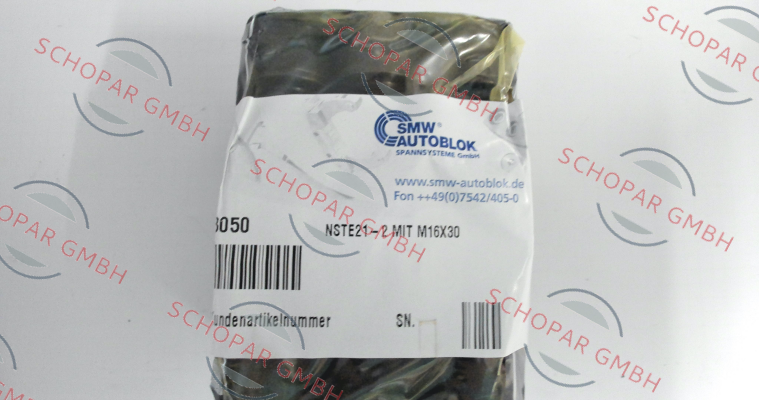 SMW®
AUTOBLOK
SPANNSYSTEME GmbH
www.smw-autoblok.de
Fon ++49(0)7542/405-0
8050 NSTE21-2 MIT M16X30
undenartikelnummer SN.
SCHOPAR GMBH
SCHOPAR GMBH
SCHOPAR GMBH
SCHOPAR GMBH
SCHOPAR GMBH
SCHOPAR GMBH
SCHOPAR GMBH
SCHOPAR GMBH